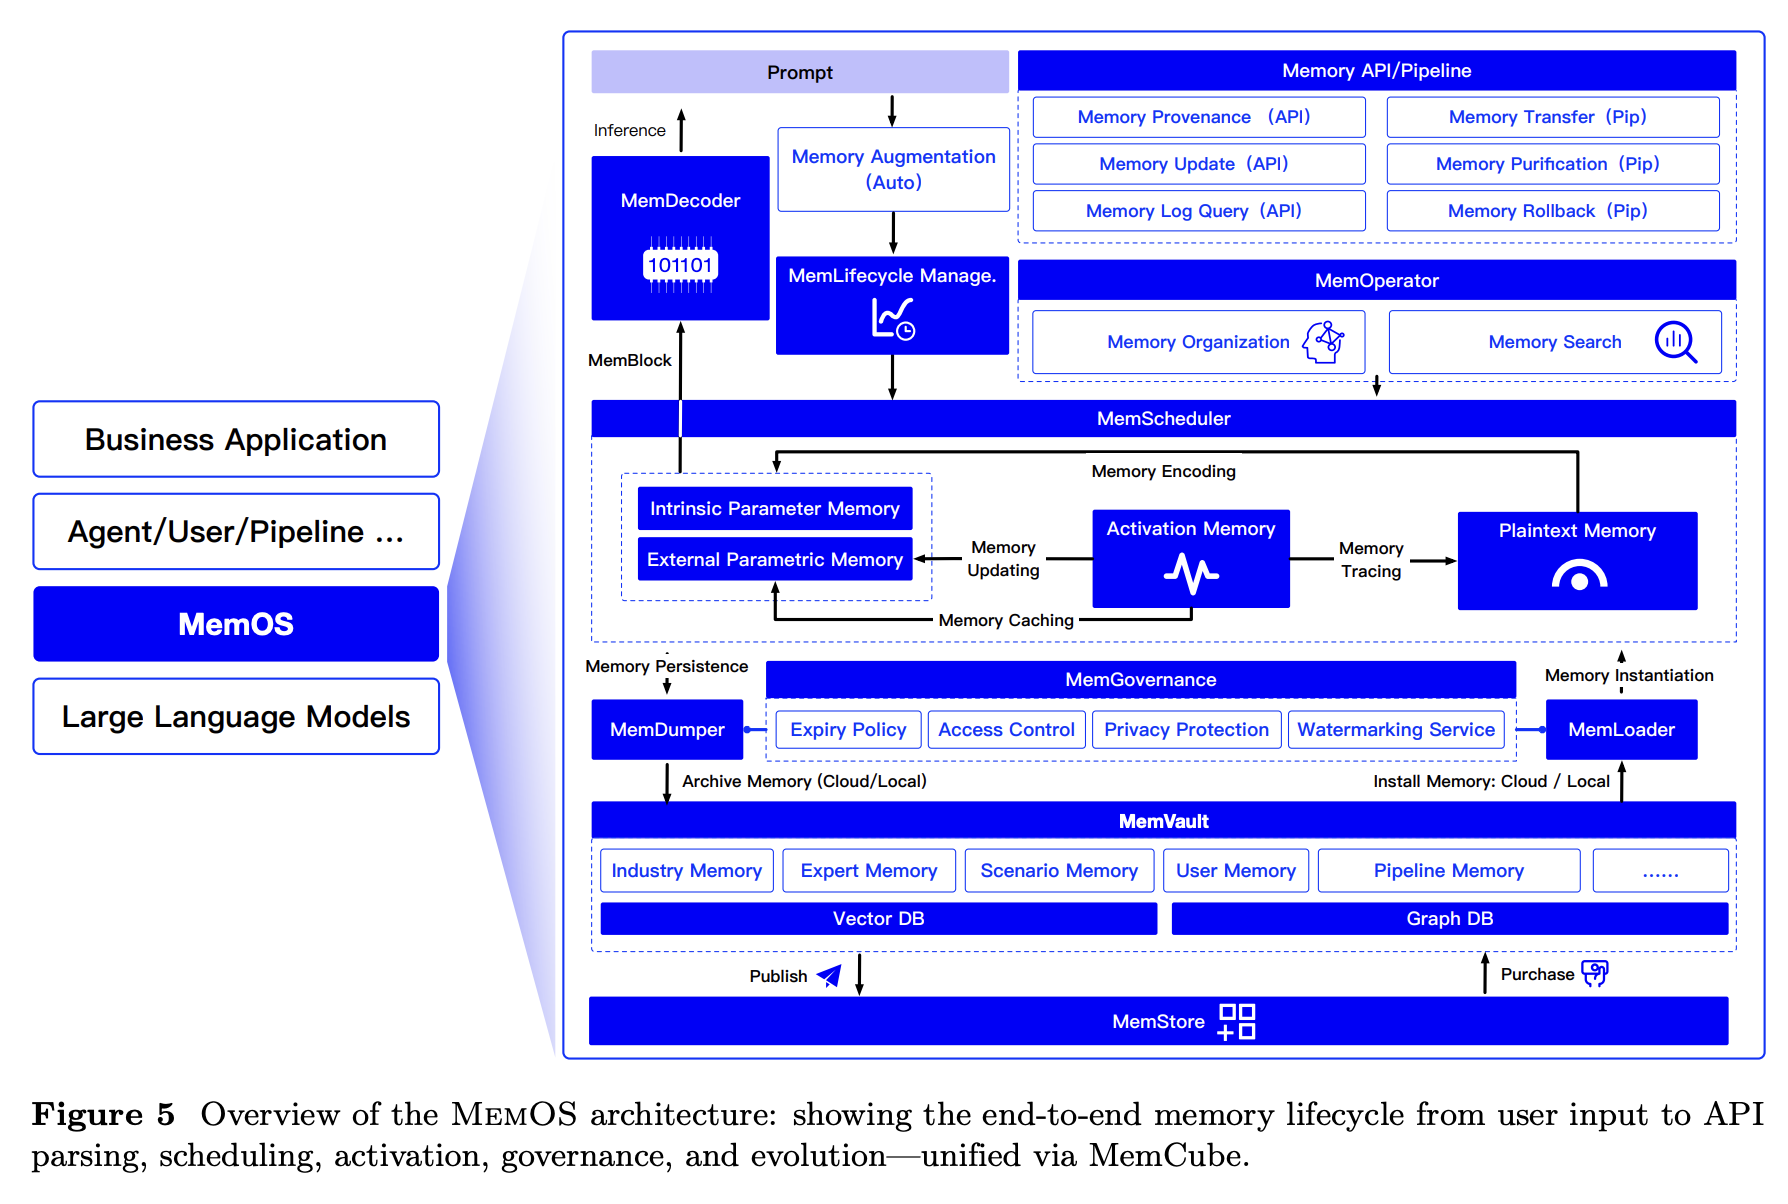 Business Application
Agent/User/Pipeline ...
MemOS
Large Language Models
Prompt
Inference
MemDecoder
101101
MemBlock
Memory Augmentation
(Auto)
MemLifecycle Manage.
Memory API/Pipeline
Memory Provenance (API)
Memory Transfer (Pip)
Memory Update (API)
Memory Purification (Pip)
Memory Log Query (API)
Memory Rollback (Pip)
MemOperator
Memory Organization
Memory Search
MemScheduler
Memory Encoding
Intrinsic Parameter Memory
External Parametric Memory
Memory
Updating
Activation Memory
Memory
Tracing
Plaintext Memory
Memory Caching
Memory Persistence
MemGovernance
Memory Instantiation
MemDumper
Expiry Policy
Access Control
Privacy Protection
Watermarking Service
MemLoader
Archive Memory (Cloud/Local)
Install Memory: Cloud / Local
MemVault
Industry Memory
Expert Memory
Scenario Memory
User Memory
Pipeline Memory
......
Vector DB
Graph DB
Publish
Purchase
MemStore
Figure 5 Overview of the MemOS architecture: showing the end-to-end memory lifecycle from user input to API
parsing, scheduling, activation, governance, and evolution—unified via MemCube.